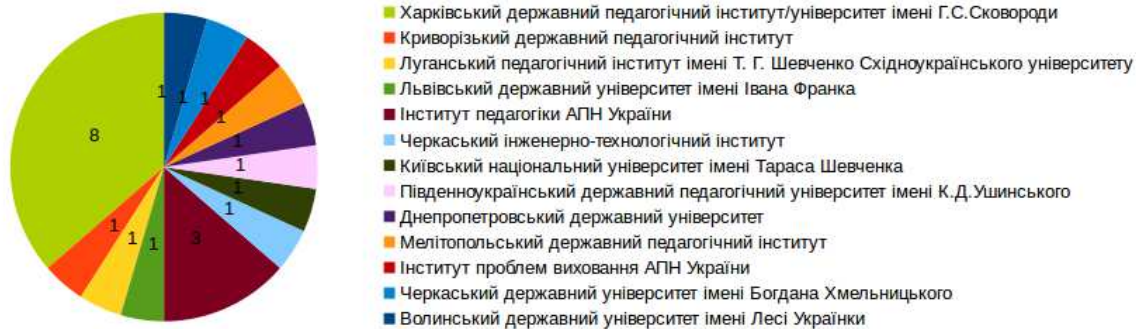 Харківський державний педагогічний інститут/університет імені Г.С.Сковороди
Криворізький державний педагогічний інститут
Луганський педагогічний інститут імені Т. Г. Шевченко Східноукраїнського університету
Львівський державний університет імені Івана Франка
Інститут педагогіки АПН України
Черкаський інженерно-технологічний інститут
Київський національний університет імені Тараса Шевченка
Південноукраїнський державний педагогічний університет імені К.Д.Ушинського
Днепропетровський державний університет
Мелітопольський державний педагогічний інститут
Інститут проблем виховання АПН України
Черкаський державний університет імені Богдана Хмельницького
Волинський державний університет імені Лесі Українки
1
1
1
1
8
1
1
1
1
1
1
1
3